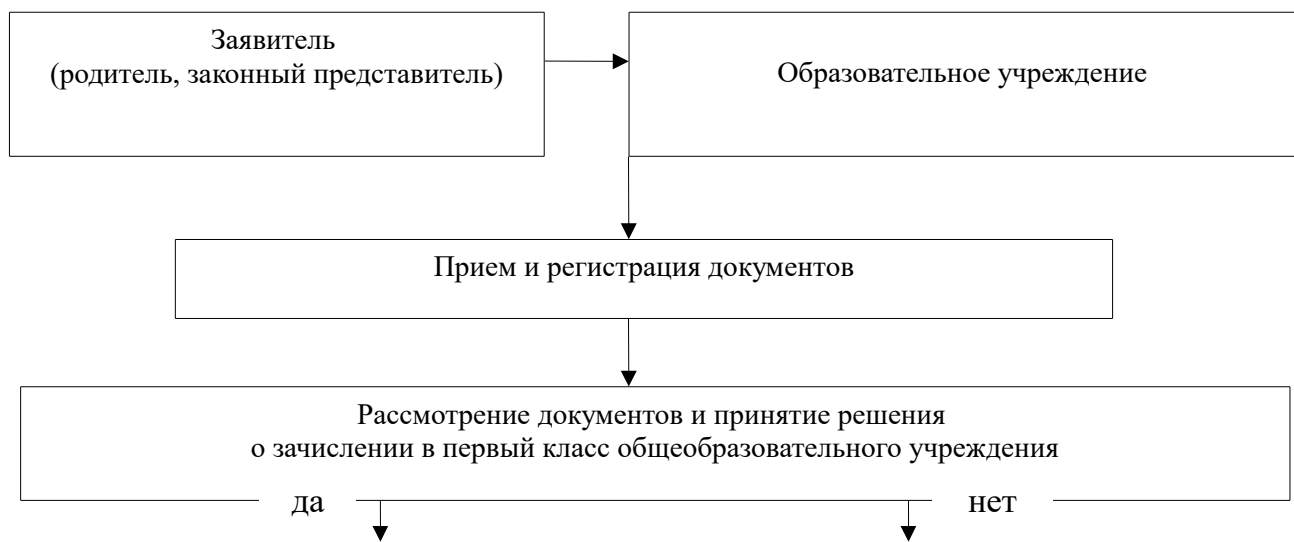 Заявитель
(родитель, законный представитель)
Образовательное учреждение
Прием и регистрация документов
Рассмотрение документов и принятие решения
о зачислении в первый класс общеобразовательного учреждения
да
нет